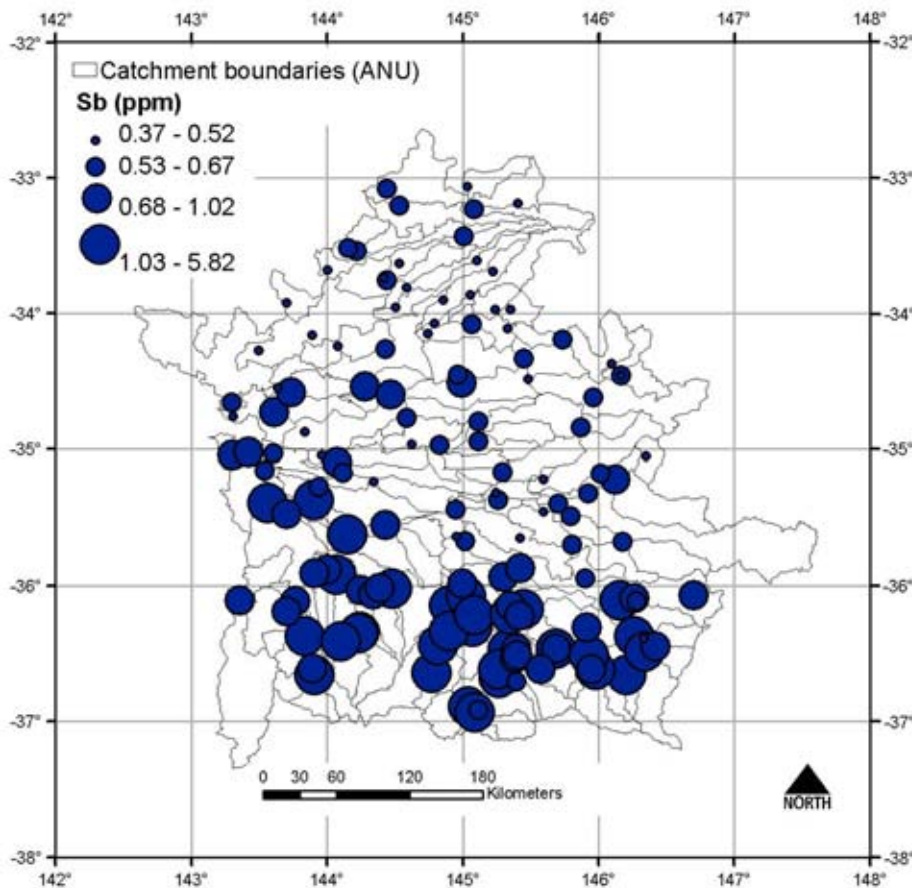 142° 143° 144° 145° 146° 147° 148°
-32° -32°
Catchment boundaries (ANU)
Sb (ppm)
0.37 - 0.52
0.53 - 0.67
0.68 - 1.02
1.03 - 5.82
-33° -33°
-34° -34°
-35° -35°
-36° -36°
-37° -37°
0 30 60 120 180
Kilometers
NORTH
-38° -38°
142° 143° 144° 145° 146° 147° 148°